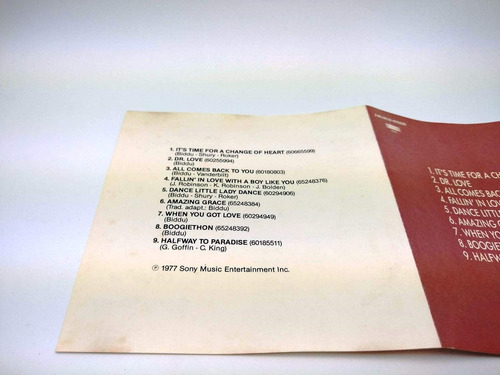 1. IT'S TIME FOR A CHANGE OF HEART (60665599)
(Biddu - Shury - Roker)
2. DR. LOVE (60255994)
(Biddu)
3. ALL COMES BACK TO YOU (60180803)
(Biddu - Vanderbilt)
4. FALLIN' IN LOVE WITH A BOY LIKE YOU (65248376)
(J. Robinson - K. Robinson - J. Bolden)
5. DANCE LITTLE LADY DANCE (60294906)
(Biddu - Shury - Roker)
6. AMAZING GRACE (65248384)
(Trad. adapt.: Biddu)
7. WHEN YOU GOT LOVE (60294949)
(Biddu)
8. BOOGIETHON (65248392)
(Biddu)
9. HALFWAY TO PARADISE (60185511)
(G. Goffin - C. King)
℗ 1977 Sony Music Entertainment Inc.
1. IT'S TIME FOR A CHA
2. DR. LOVE
3. ALL COMES BACK
4. FALLIN' IN LOV
5. DANCE LITTL
6. AMAZING G
7. WHEN YO
8. BOOGIE
9. HALFW